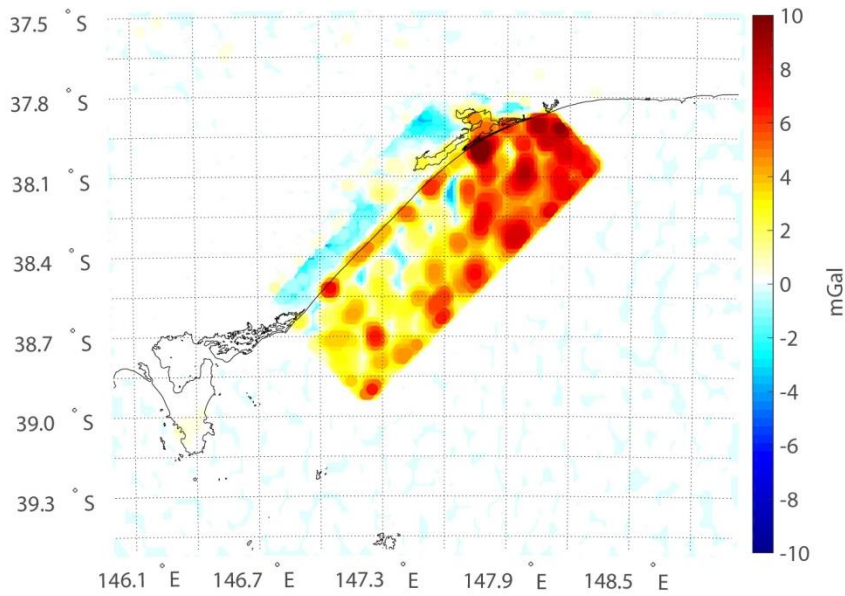 37.5 ° S
37.8 ° S
38.1 ° S
38.4 ° S
38.7 ° S
39.0 ° S
39.3 ° S
146.1 ° E
146.7 ° E
147.3 ° E
147.9 ° E
148.5 ° E
10
8
6
4
2
0
-2
-4
-6
-8
-10
mGal